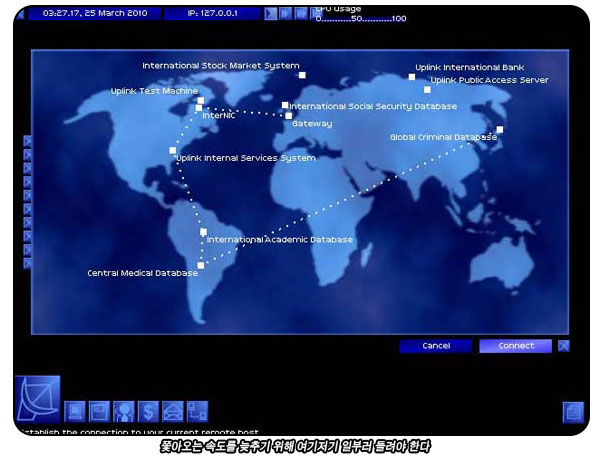 03:27.17, 25 March 2010
IP: 127.0.0.1
CPU usage
0............50............100
International Stock Market System
Uplink International Bank
Uplink Test Machine
Uplink Public Access Server
InterNIC
International Social Security Database
Gateway
Global Criminal Database
Uplink Internal Services System
International Academic Database
Central Medical Database
Cancel
Connect
Establish the connection to your current remote host
쫓아오는 속도를 늦추기 위해 여기저기 일부러 들려야 한다